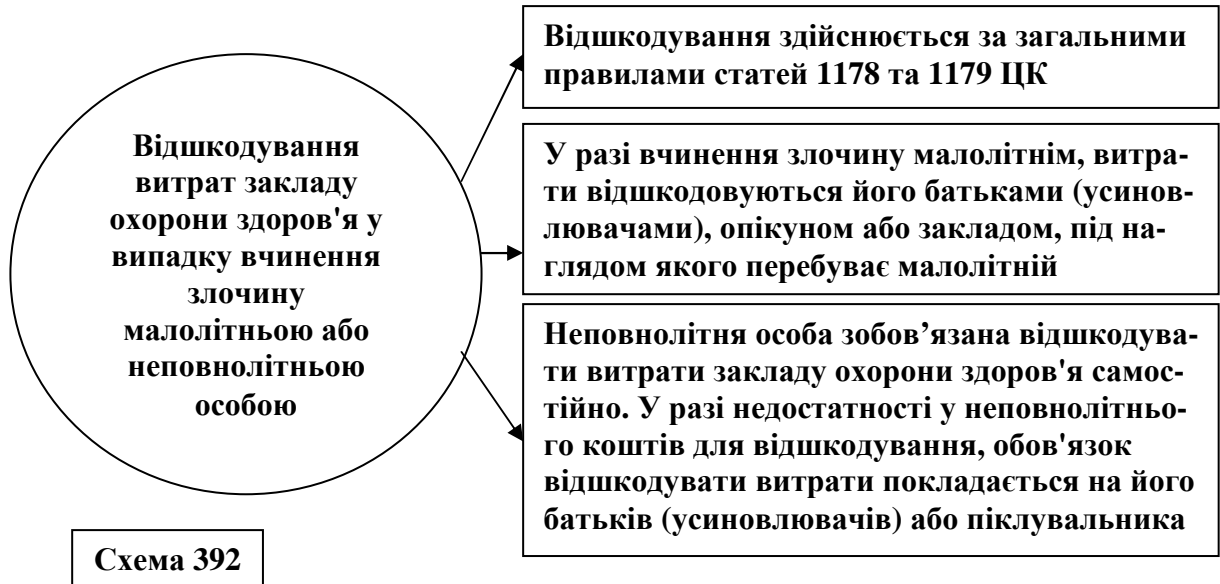 Відшкодування
витрат закладу
охорони здоров'я у
випадку вчинення
злочину
малолітньою або
неповнолітньою
особою
Відшкодування здійснюється за загальними
правилами статей 1178 та 1179 ЦК
У разі вчинення злочину малолітнім, витра-
ти відшкодовуються його батьками (усинов-
лювачами), опікуном або закладом, під на-
глядом якого перебуває малолітній
Неповнолітня особа зобов’язана відшкодува-
ти витрати закладу охорони здоров'я самос-
тійно. У разі недостатності у неповнолітньо-
го коштів для відшкодування, обов'язок
відшкодувати витрати покладається на його
батьків (усиновлювачів) або піклувальника
Схема 392